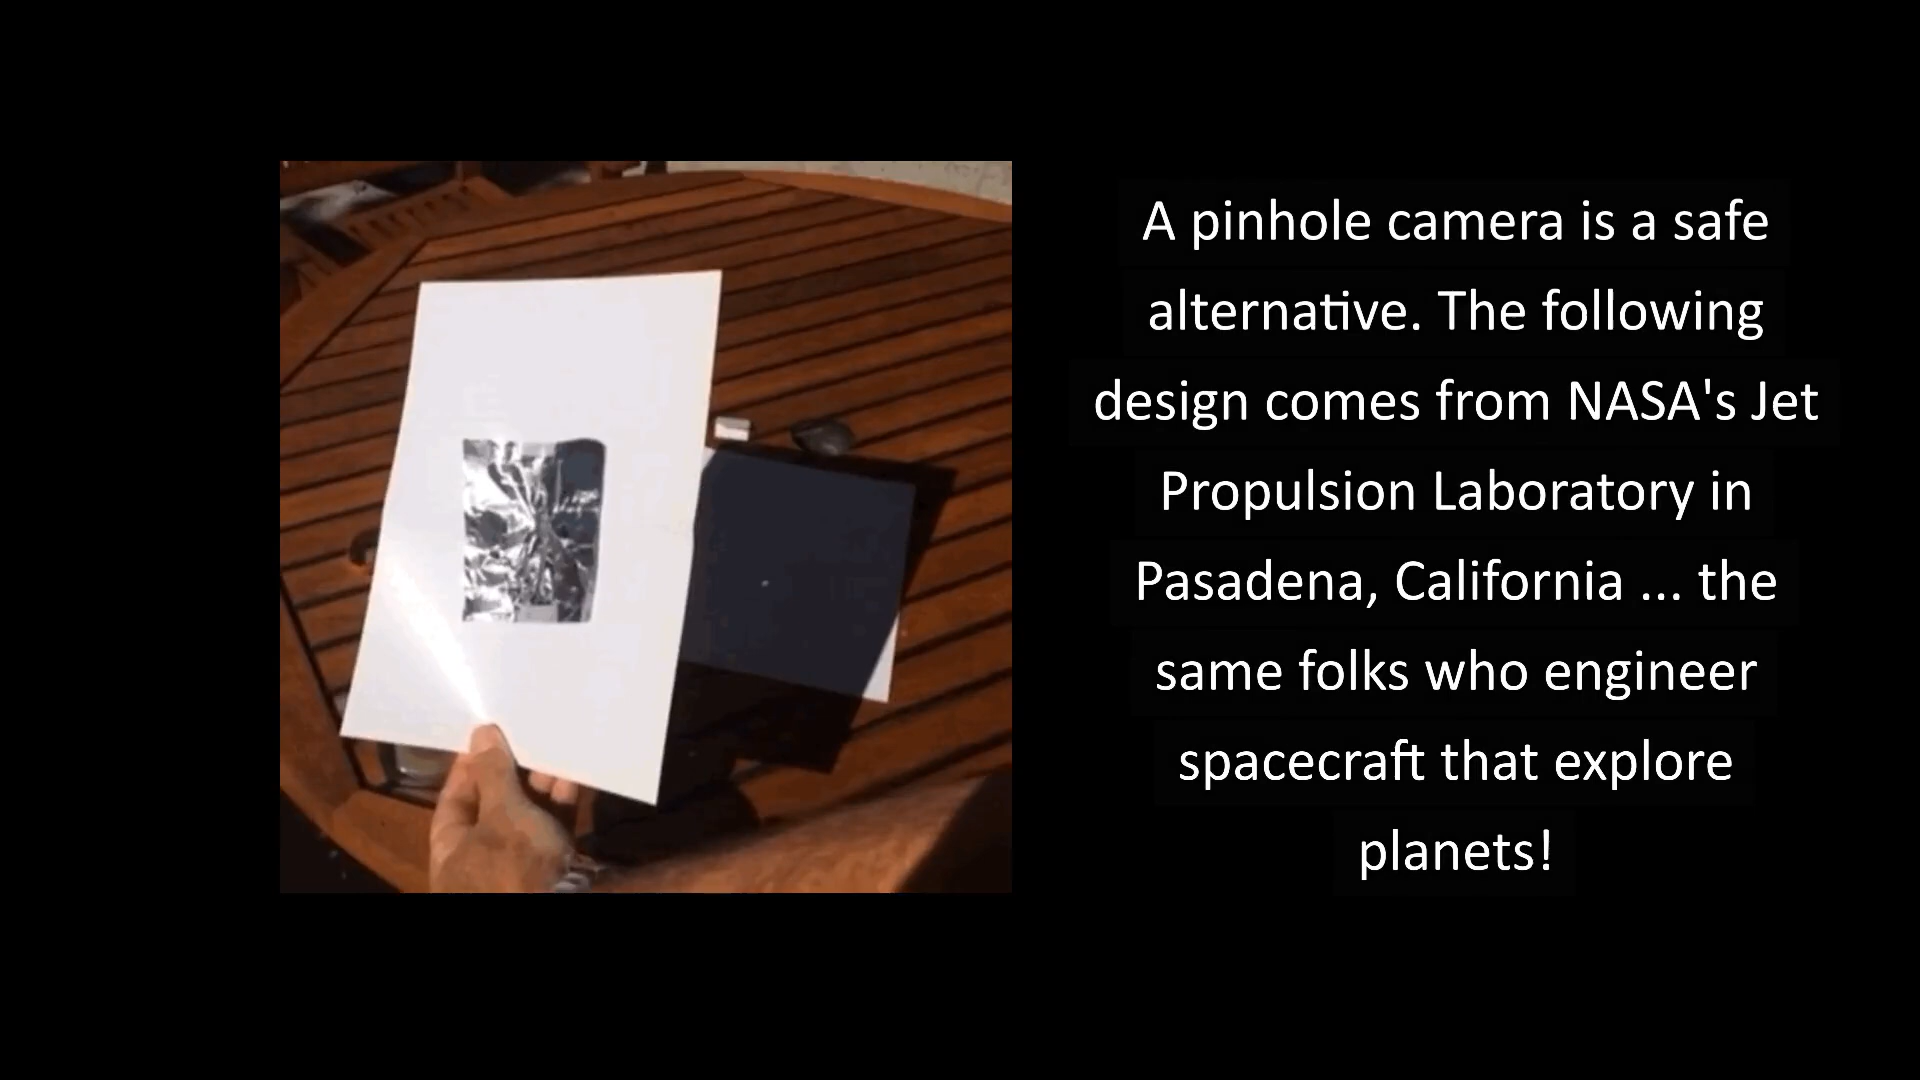 A pinhole camera is a safe
alternative. The following
design comes from NASA's Jet
Propulsion Laboratory in
Pasadena, California ... the
same folks who engineer
spacecraft that explore
planets!